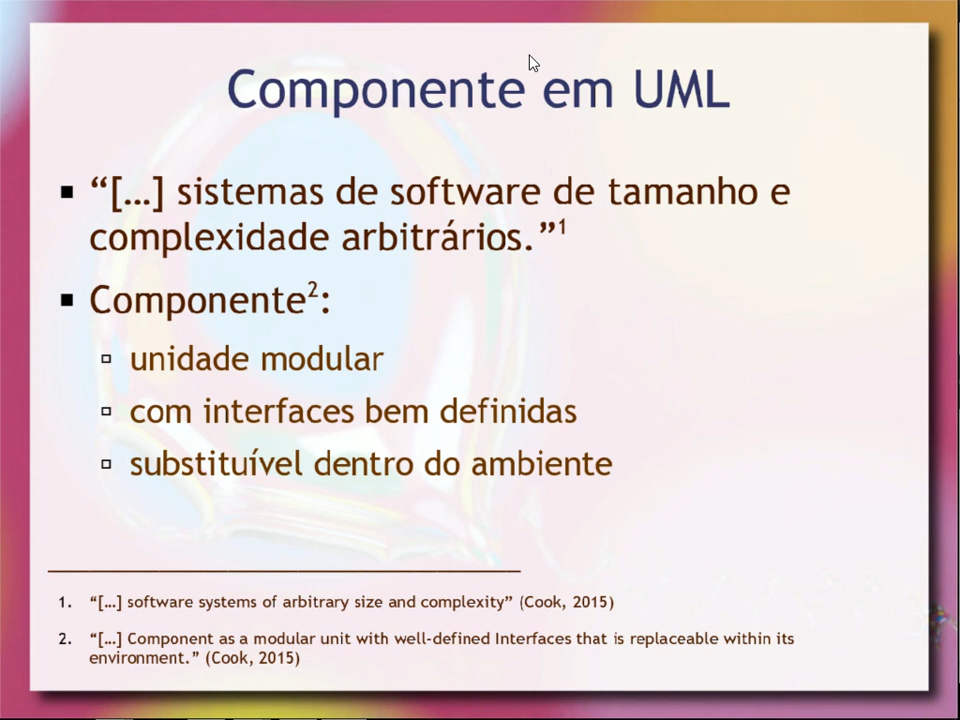 Componente em UML
▪ “[…] sistemas de software de tamanho e
complexidade arbitrários.”¹
▪ Componente²:
▫ unidade modular
▫ com interfaces bem definidas
▫ substituível dentro do ambiente
1. “[…] software systems of arbitrary size and complexity” (Cook, 2015)
2. “[…] Component as a modular unit with well-defined Interfaces that is replaceable within its
environment.” (Cook, 2015)